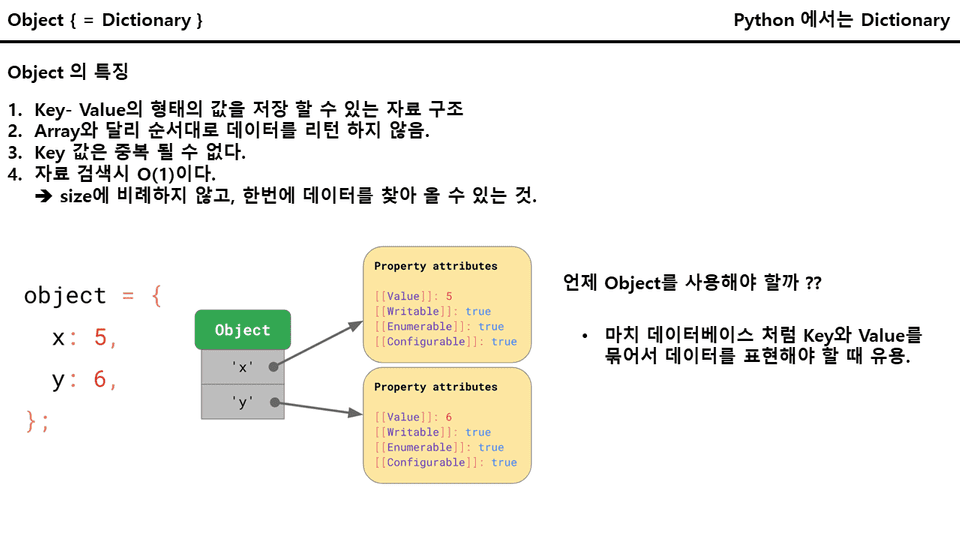 Object { = Dictionary }
Python 에서는 Dictionary
Object 의 특징
1. Key- Value의 형태의 값을 저장 할 수 있는 자료 구조
2. Array와 달리 순서대로 데이터를 리턴 하지 않음.
3. Key 값은 중복 될 수 없다.
4. 자료 검색시 O(1)이다.
➔ size에 비례하지 않고, 한번에 데이터를 찾아 올 수 있는 것.
object = {
x: 5,
y: 6,
};
Object
'x'
'y'
Property attributes
[[Value]]: 5
[[Writable]]: true
[[Enumerable]]: true
[[Configurable]]: true
Property attributes
[[Value]]: 6
[[Writable]]: true
[[Enumerable]]: true
[[Configurable]]: true
언제 Object를 사용해야 할까 ??
• 마치 데이터베이스 처럼 Key와 Value를
묶어서 데이터를 표현해야 할 때 유용.